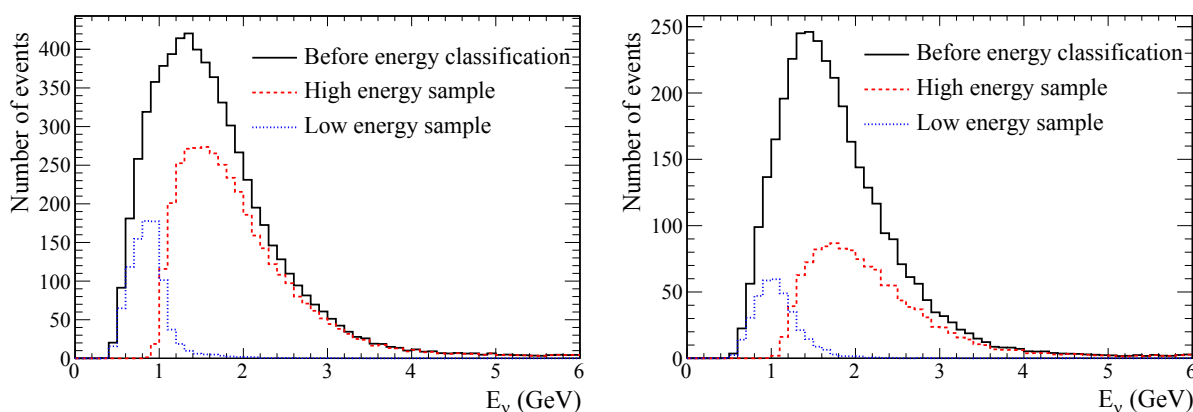 Number of events
400
350
300
250
200
150
100
50
0
Before energy classification
High energy sample
Low energy sample
0 1 2 3 4 5 6
E_ν (GeV)
Number of events
250
200
150
100
50
0
Before energy classification
High energy sample
Low energy sample
0 1 2 3 4 5 6
E_ν (GeV)